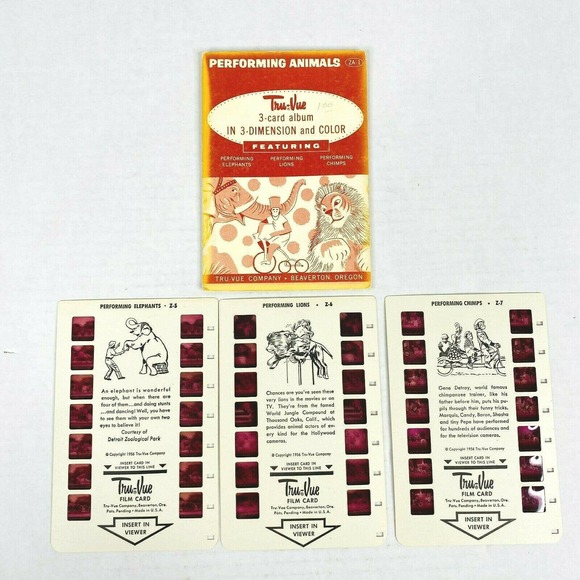 PERFORMING ANIMALS ZA-1
Tru-Vue
3-card album
IN 3-DIMENSION and COLOR
FEATURING
PERFORMING ELEPHANTS
PERFORMING LIONS
PERFORMING CHIMPS
TRU-VUE COMPANY • BEAVERTON, OREGON
PERFORMING ELEPHANTS • Z-5
An elephant is wonderful
enough, but when there are
four of them...and doing stunts
...and dancing! Well, you have
to see them with your own two
eyes to believe it!
Courtesy of
Detroit Zoological Park
© Copyright 1956 Tru-Vue Company
INSERT CARD IN
VIEWER TO THIS LINE
Tru-Vue
FILM CARD
Tru-Vue Company, Beaverton, Ore.
Pats. Pending • Made in U.S.A.
INSERT IN
VIEWER
PERFORMING LIONS • Z-6
Chances are you've seen these
very lions in the movies or on
TV. They're from the famed
World Jungle Compound at
Thousand Oaks, Calif., which
provides animal actors of ev-
ery kind for the Hollywood
cameras.
© Copyright 1956 Tru-Vue Company
INSERT CARD IN
VIEWER TO THIS LINE
Tru-Vue
FILM CARD
Tru-Vue Company, Beaverton, Ore.
Pats. Pending • Made in U.S.A.
INSERT IN
VIEWER
PERFORMING CHIMPS • Z-7
Gene Detroy, world famous
chimpanzee trainer, like his
father before him, puts his pu-
pils through their funny tricks.
Marquis, Candy, Baron, Shasha
and tiny Pepe have performed
for hundreds of audiences and
for the television cameras.
© Copyright 1956 Tru-Vue Company
INSERT CARD IN
VIEWER TO THIS LINE
Tru-Vue
FILM CARD
Tru-Vue Company, Beaverton, Ore.
Pats. Pending • Made in U.S.A.
INSERT IN
VIEWER